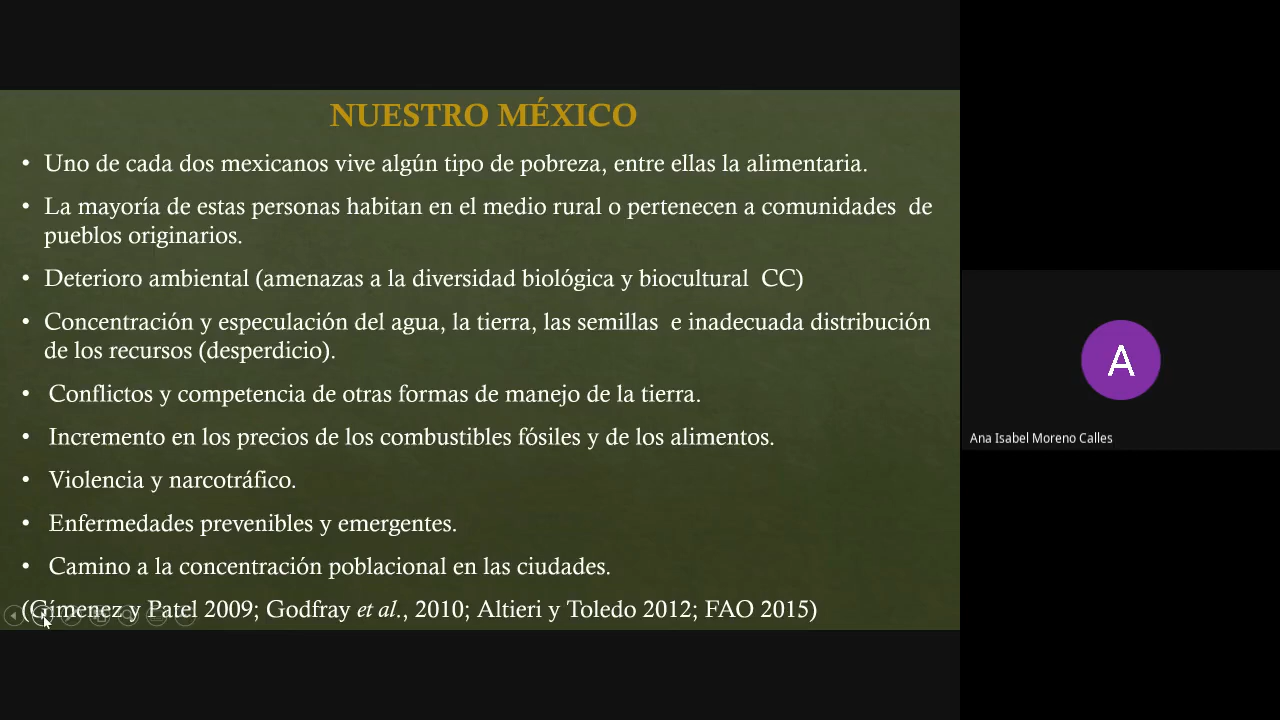 NUESTRO MÉXICO
• Uno de cada dos mexicanos vive algún tipo de pobreza, entre ellas la alimentaria.
• La mayoría de estas personas habitan en el medio rural o pertenecen a comunidades de
pueblos originarios.
• Deterioro ambiental (amenazas a la diversidad biológica y biocultural CC)
• Concentración y especulación del agua, la tierra, las semillas e inadecuada distribución
de los recursos (desperdicio).
• Conflictos y competencia de otras formas de manejo de la tierra.
• Incremento en los precios de los combustibles fósiles y de los alimentos.
• Violencia y narcotráfico.
• Enfermedades prevenibles y emergentes.
• Camino a la concentración poblacional en las ciudades.
((Gímenez y Patel 2009; Godfray et al., 2010; Altieri y Toledo 2012; FAO 2015)
A
Ana Isabel Moreno Calles